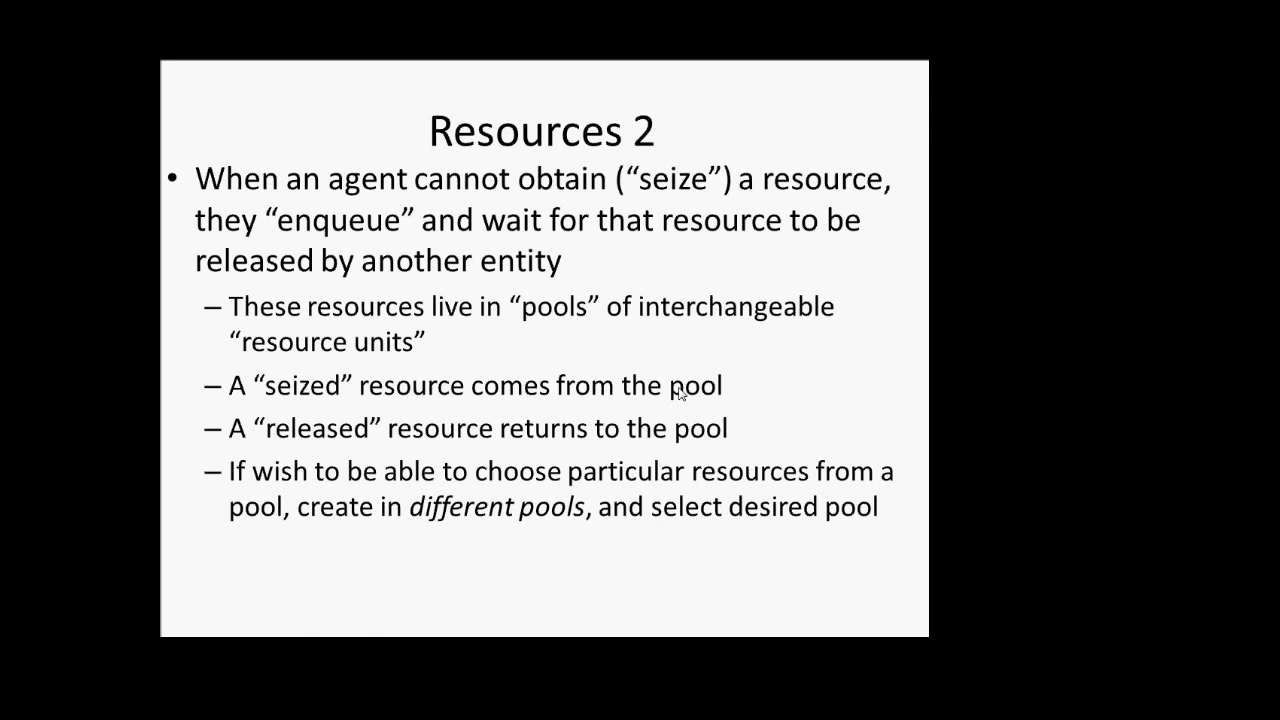 Resources 2
• When an agent cannot obtain (“seize”) a resource,
they “enqueue” and wait for that resource to be
released by another entity
– These resources live in “pools” of interchangeable
“resource units”
– A “seized” resource comes from the pool
– A “released” resource returns to the pool
– If wish to be able to choose particular resources from a
pool, create in different pools, and select desired pool